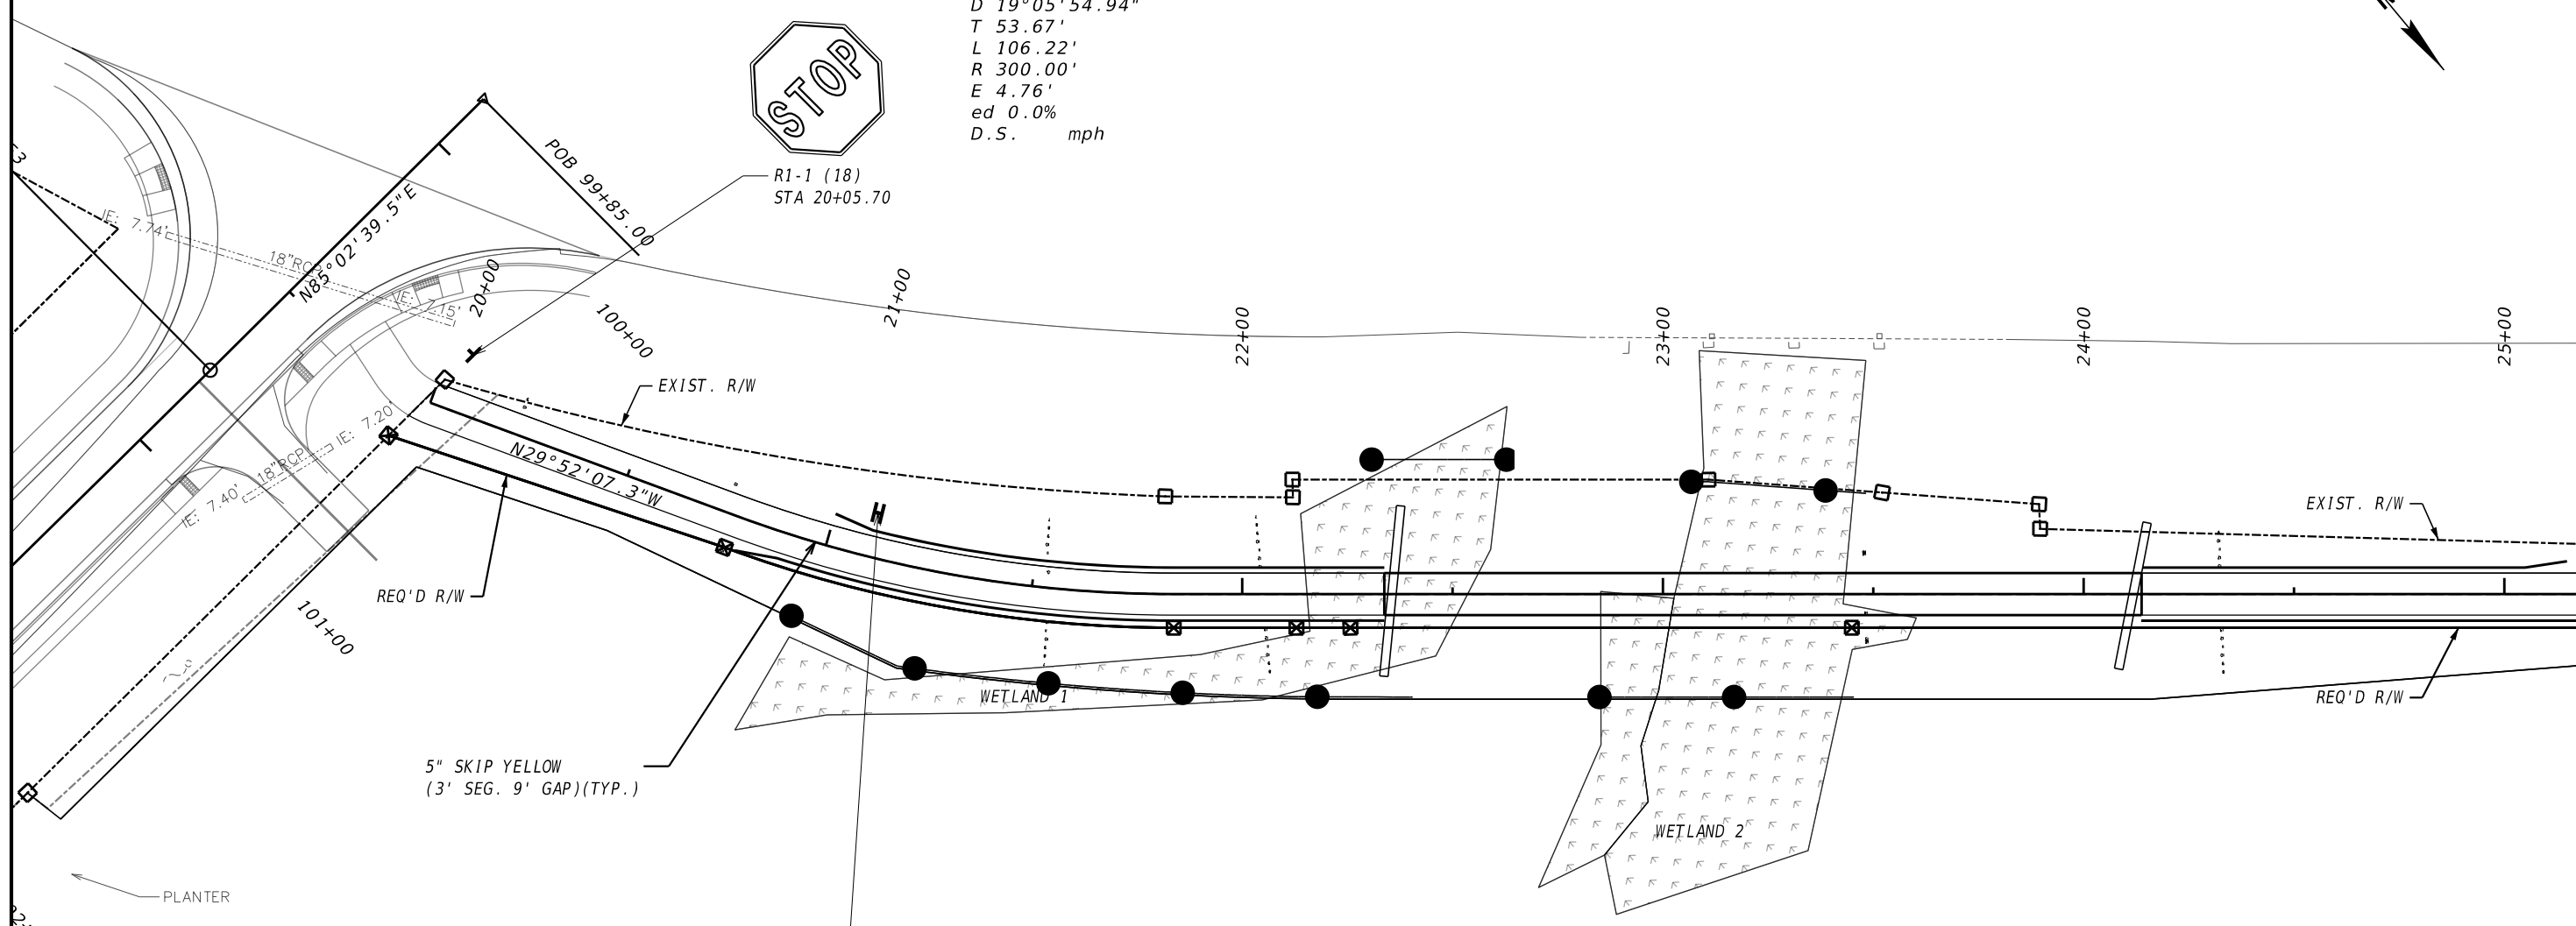 D 19°05'54.94"
T 53.67'
L 106.22'
R 300.00'
E 4.76'
ed 0.0%
D.S. mph
STOP
R1-1 (18)
STA 20+05.70
POB 99+85.00
N85°02'39.5"E
IE: 7.74'
18"RCP
IE: 7.15'
20+00
100+00
21+00
22+00
23+00
24+00
25+00
EXIST. R/W
N29°52'07.3"W
IE: 7.20'
18"RCP
IE: 7.40'
EXIST. R/W
REQ'D R/W
101+00
WETLAND 1
REQ'D R/W
5" SKIP YELLOW
(3' SEG. 9' GAP)(TYP.)
WETLAND 2
PLANTER